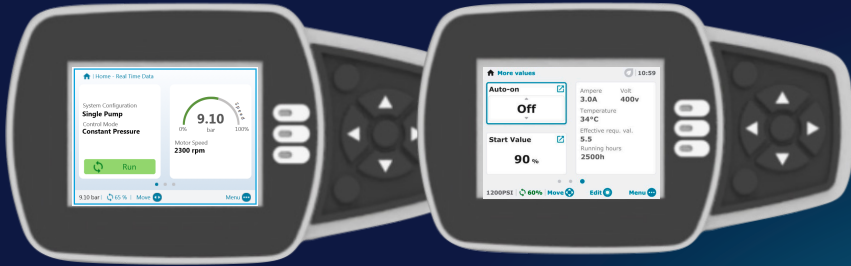 Home - Real Time Data
System Configuration
Single Pump
Control Mode
Constant Pressure
Run
Speed
9.10
0% bar 100%
Motor Speed
2300 rpm
9.10 bar | 65 % | Move Menu
More values 10:59
Auto-on
Off
Start Value
90 %
Ampere Volt
3.0A 400v
Temperature
34°C
Effective requ. val.
5.5
Running hours
2500h
1200PSI | 60% | Move Edit Menu